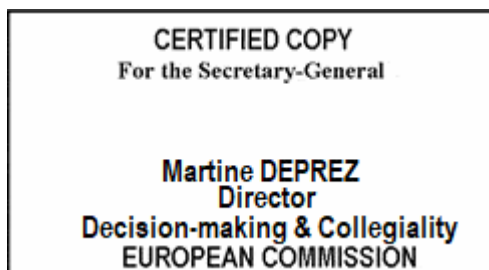 CERTIFIED COPY
For the Secretary-General
Martine DEPREZ
Director
Decision-making & Collegiality
EUROPEAN COMMISSION